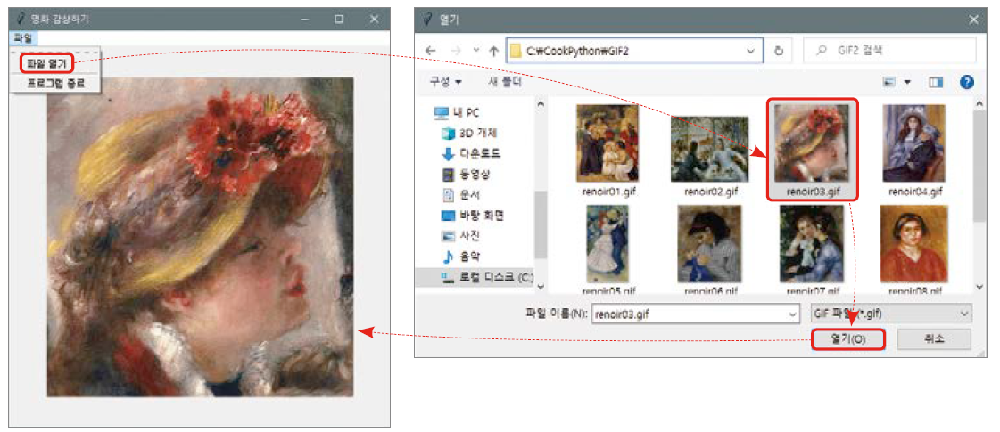 명화 감상하기
파일
파일 열기
프로그램 종료
열기
C:₩CookPython₩GIF2
GIF2 검색
구성
새 폴더
내 PC
3D 개체
다운로드
동영상
문서
바탕 화면
사진
음악
로컬 디스크 (C:)
renoir01.gif
renoir02.gif
renoir03.gif
renoir04.gif
renoir05.gif
renoir06.gif
renoir07.gif
renoir08.gif
파일 이름(N):
renoir03.gif
GIF 파일 (*.gif)
열기(O)
취소